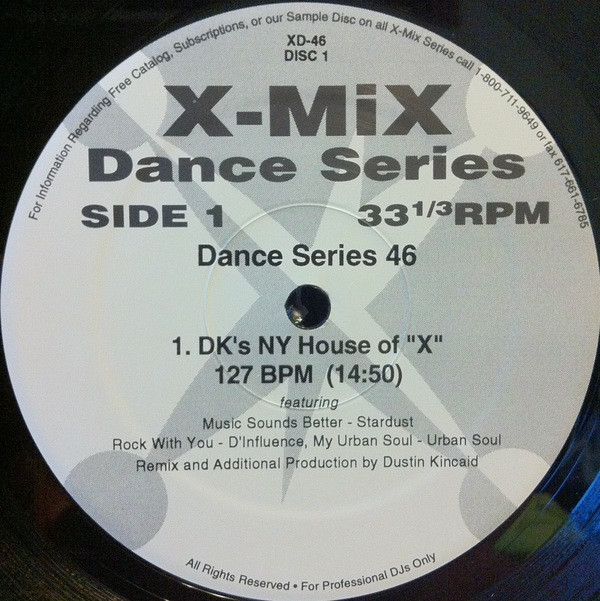 For Information Regarding Free Catalog, Subscriptions, or our Sample Disc on all X-Mix Series call 1-800-711-9649 or fax 617-661-6785
XD-46
DISC 1
X-MiX
Dance Series
SIDE 1 33 1/3 RPM
Dance Series 46
1. DK's NY House of "X"
127 BPM (14:50)
featuring
Music Sounds Better - Stardust
Rock With You - D'Influence, My Urban Soul - Urban Soul
Remix and Additional Production by Dustin Kincaid
All Rights Reserved • For Professional DJs Only